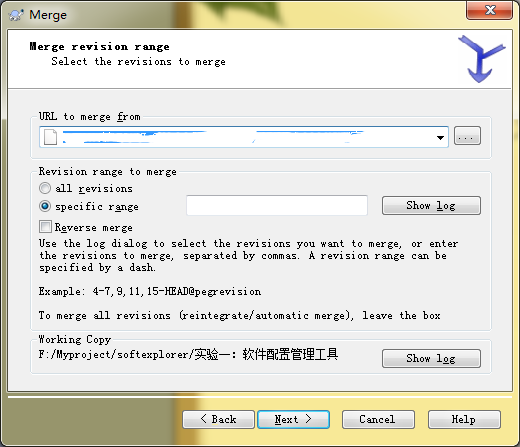 Merge
Merge revision range
Select the revisions to merge
URL to merge from
...
Revision range to merge
all revisions
specific range
Show log
Reverse merge
Use the log dialog to select the revisions you want to merge, or enter
the revisions to merge, separated by commas. A revision range can be
specified by a dash.
Example: 4-7,9,11,15-HEAD@pegrevision
To merge all revisions (reintegrate/automatic merge), leave the box
Working Copy
F:/Myproject/softexplorer/实验一：软件配置管理工具
Show log
< Back
Next >
Cancel
Help